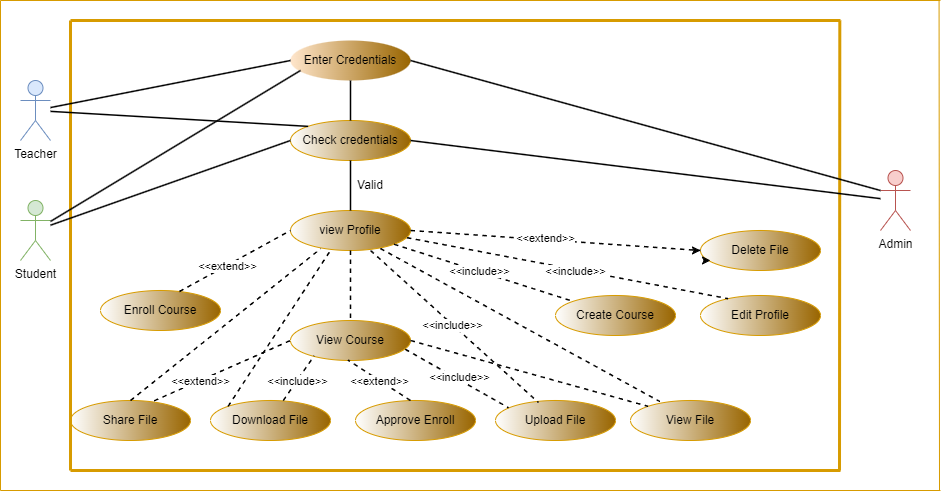 Enter Credentials
Teacher
Check credentials
Valid
Student
Admin
view Profile
<<extend>>
Delete File
<<extend>>
<<include>>
<<include>>
Enroll Course
Create Course
Edit Profile
<<include>>
View Course
<<extend>>
<<include>>
<<extend>>
<<include>>
Share File
Download File
Approve Enroll
Upload File
View File